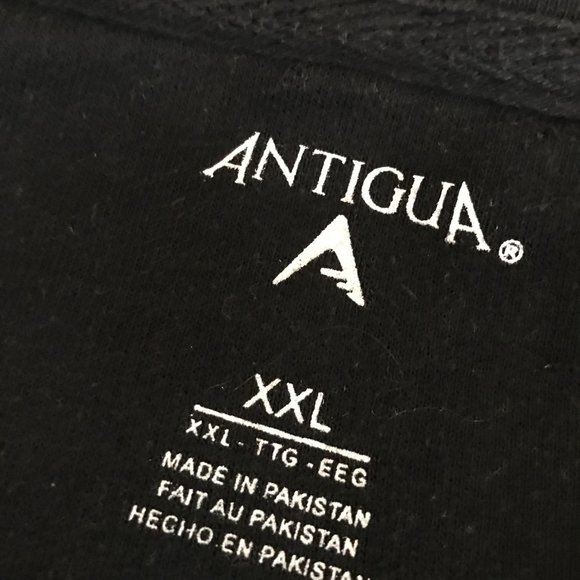 ANTIGUA®
XXL
XXL - TTG - EEG
MADE IN PAKISTAN
FAIT AU PAKISTAN
HECHO EN PAKISTAN